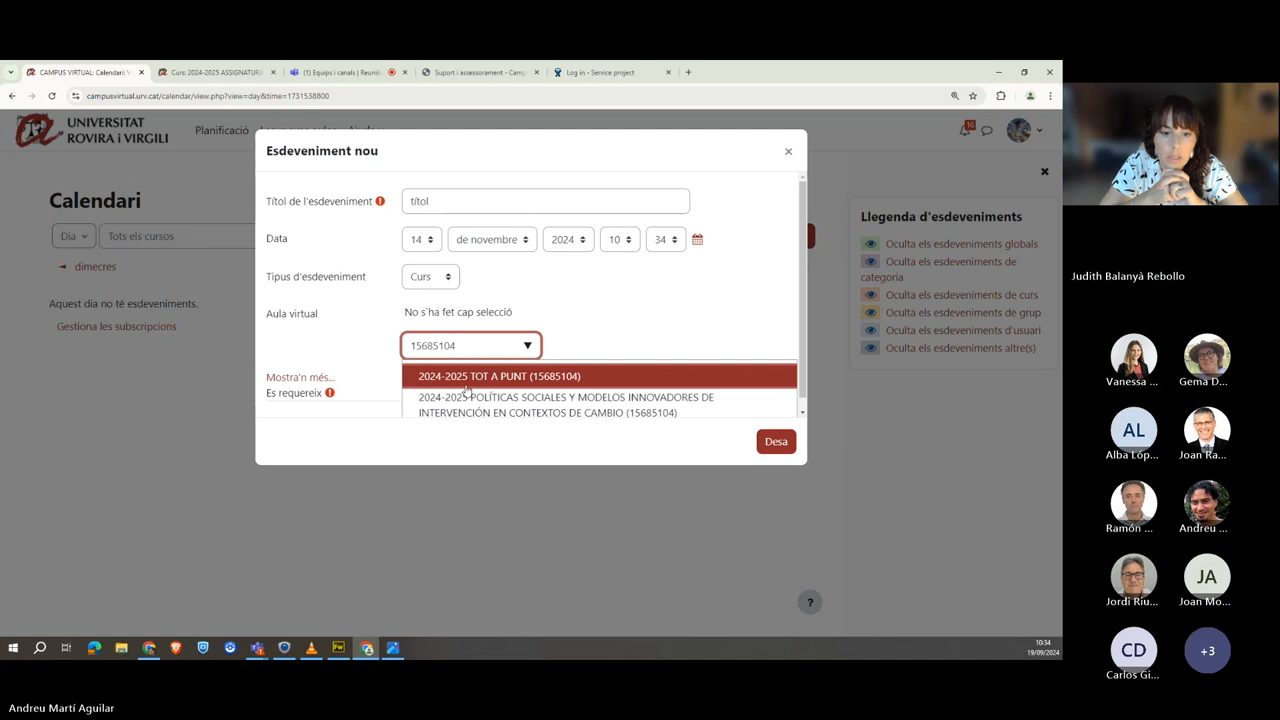 CAMPUS VIRTUAL: Calendari: V
Curs: 2024-2025 ASSIGNATURA
(1) Equips i canals | Reunió
Suport i assessorament - Camp
Log in - Service project
campusvirtual.urv.cat/calendar/view.php?view=day&time=1731538800
UNIVERSITAT
ROVIRA i VIRGILI
Planificació
16
Esdeveniment nou
Calendari
Dia
Tots els cursos
dimecres
Aquest dia no té esdeveniments.
Gestiona les subscripcions
Títol de l'esdeveniment
títol
Data
14
de novembre
2024
10
34
Tipus d'esdeveniment
Curs
Aula virtual
No s'ha fet cap selecció
15685104
2024-2025 TOT A PUNT (15685104)
2024-2025 POLÍTICAS SOCIALES Y MODELOS INNOVADORES DE
INTERVENCIÓN EN CONTEXTOS DE CAMBIO (15685104)
Mostra'n més...
Es requereix
Desa
Llegenda d'esdeveniments
Oculta els esdeveniments globals
Oculta els esdeveniments de
categoria
Oculta els esdeveniments de curs
Oculta els esdeveniments de grup
Oculta els esdeveniments d'usuari
Oculta els esdeveniments altre(s)
?
Fw
10:34
19/09/2024
Judith Balanyà Rebollo
Vanessa ...
Gema D...
AL
Alba Lóp...
Joan Ra...
Ramón ...
Andreu ...
Jordi Riu...
JA
Joan Mo...
CD
Carlos Gi...
+3
Andreu Martí Aguilar